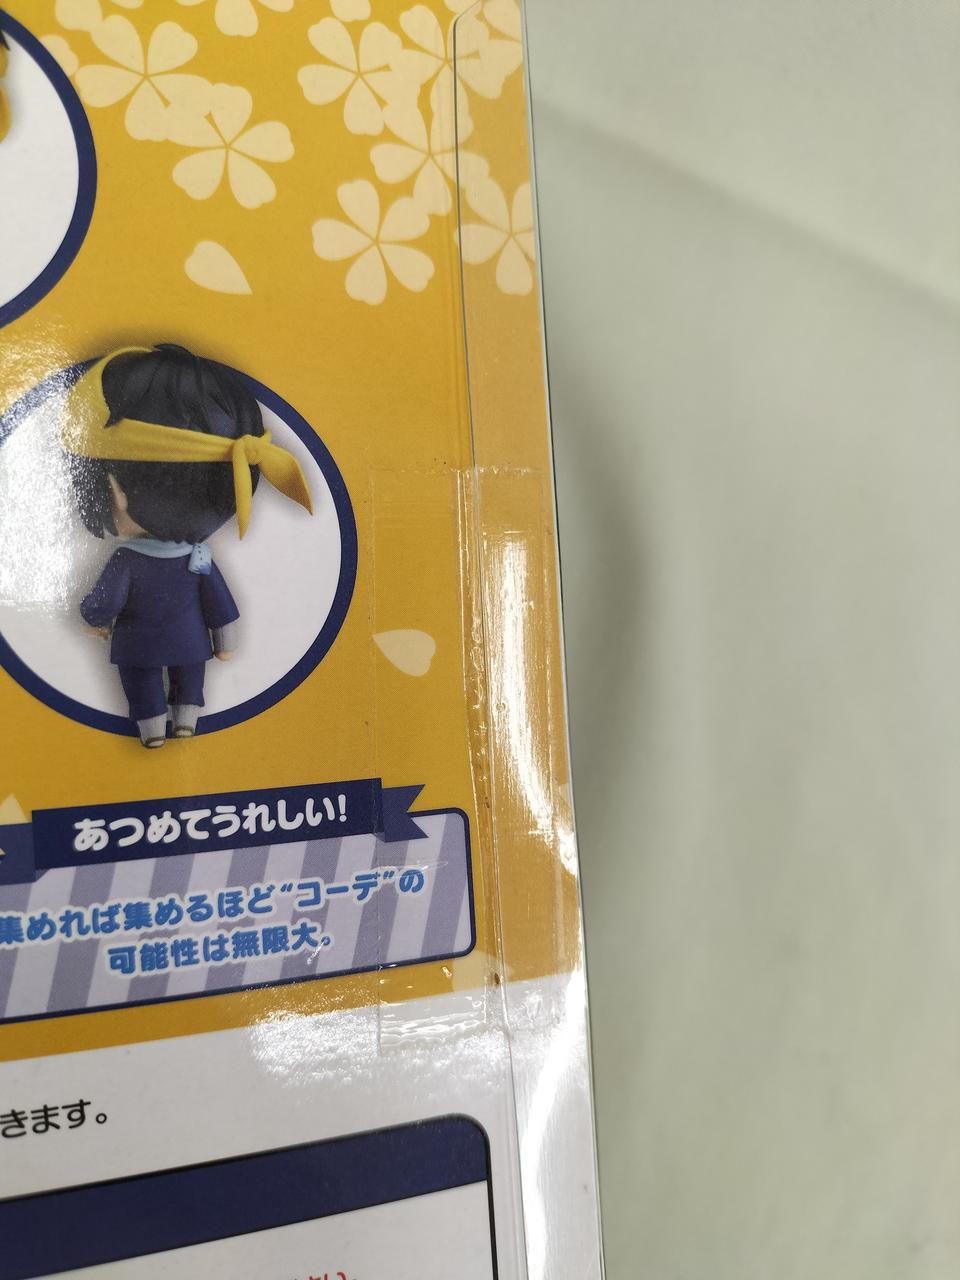 あつめてうれしい!
集めれば集めるほど“コーデ”の
可能性は無限大。
きます。